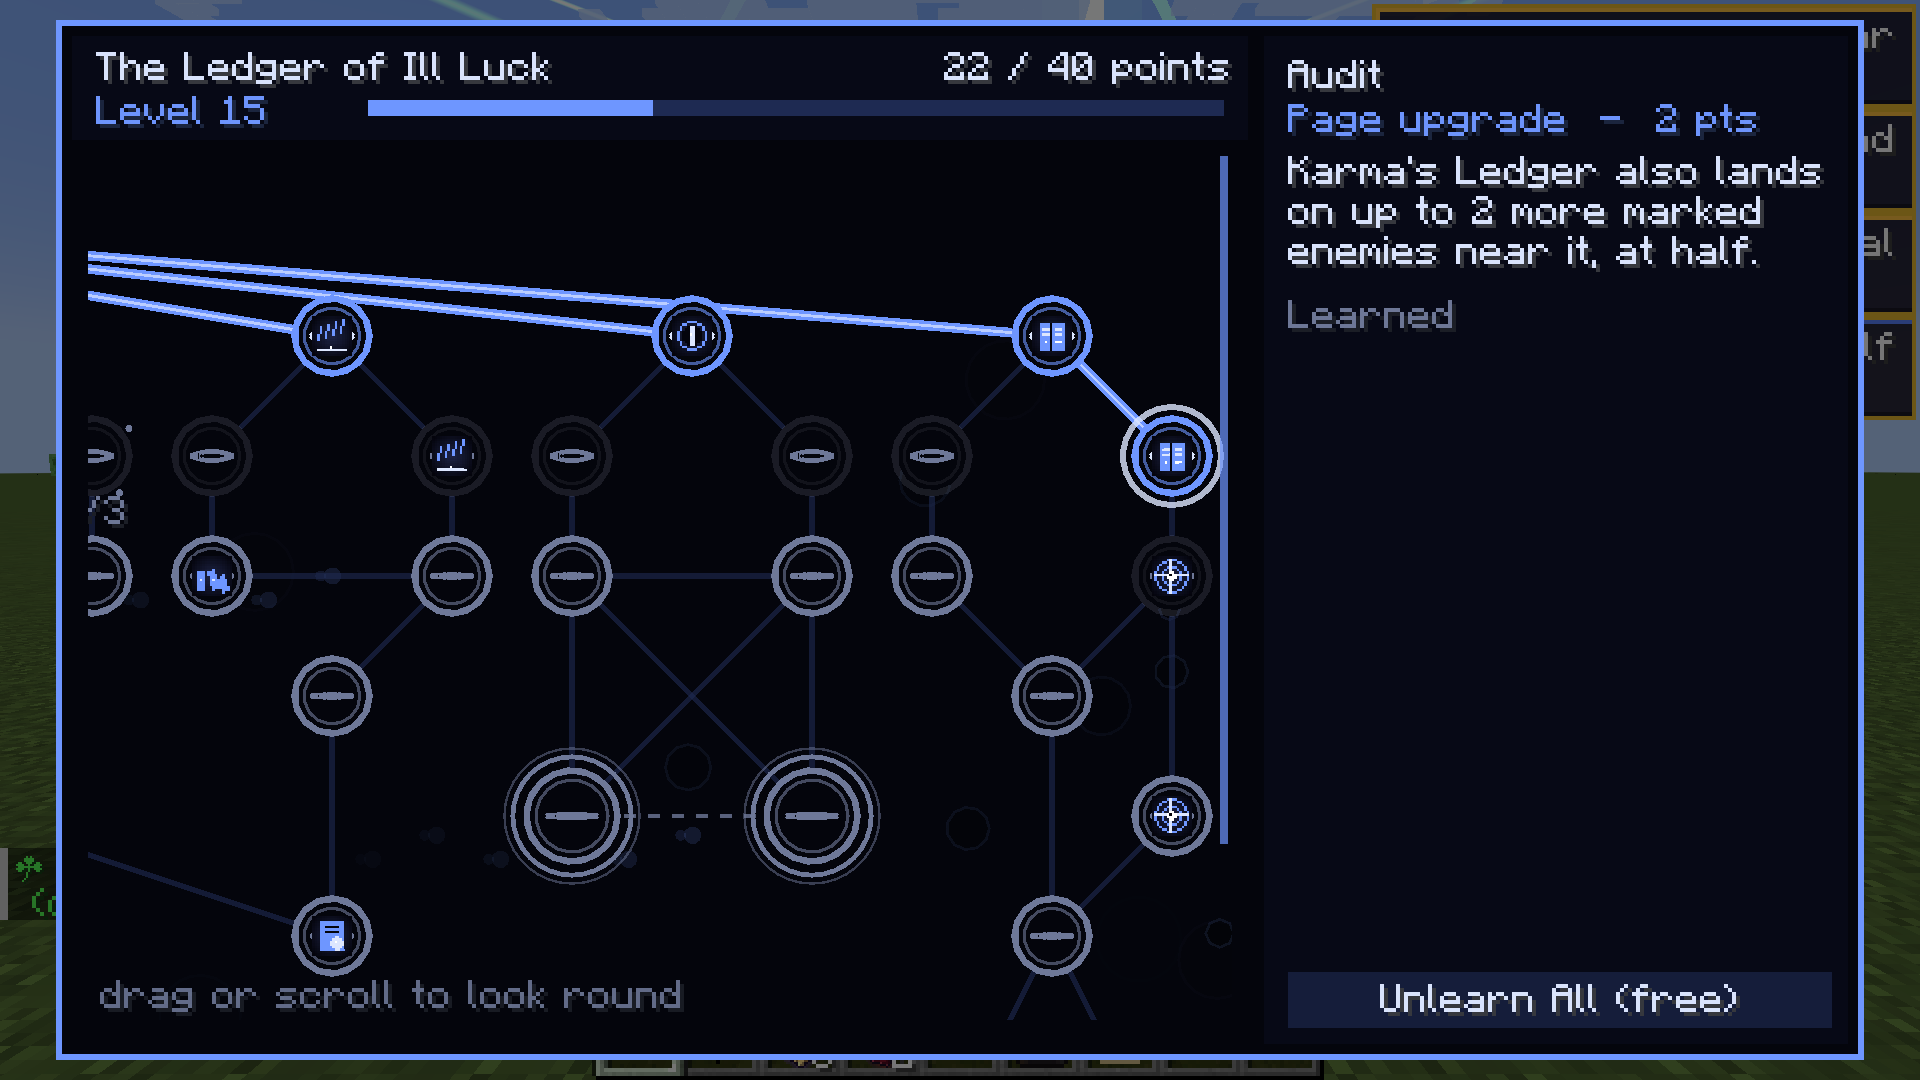 The Ledger of Ill Luck
22 / 40 points
Level 15
Audit
Page upgrade - 2 pts
Karma's Ledger also lands
on up to 2 more marked
enemies near it, at half.
Learned
drag or scroll to look round
Unlearn All (free)